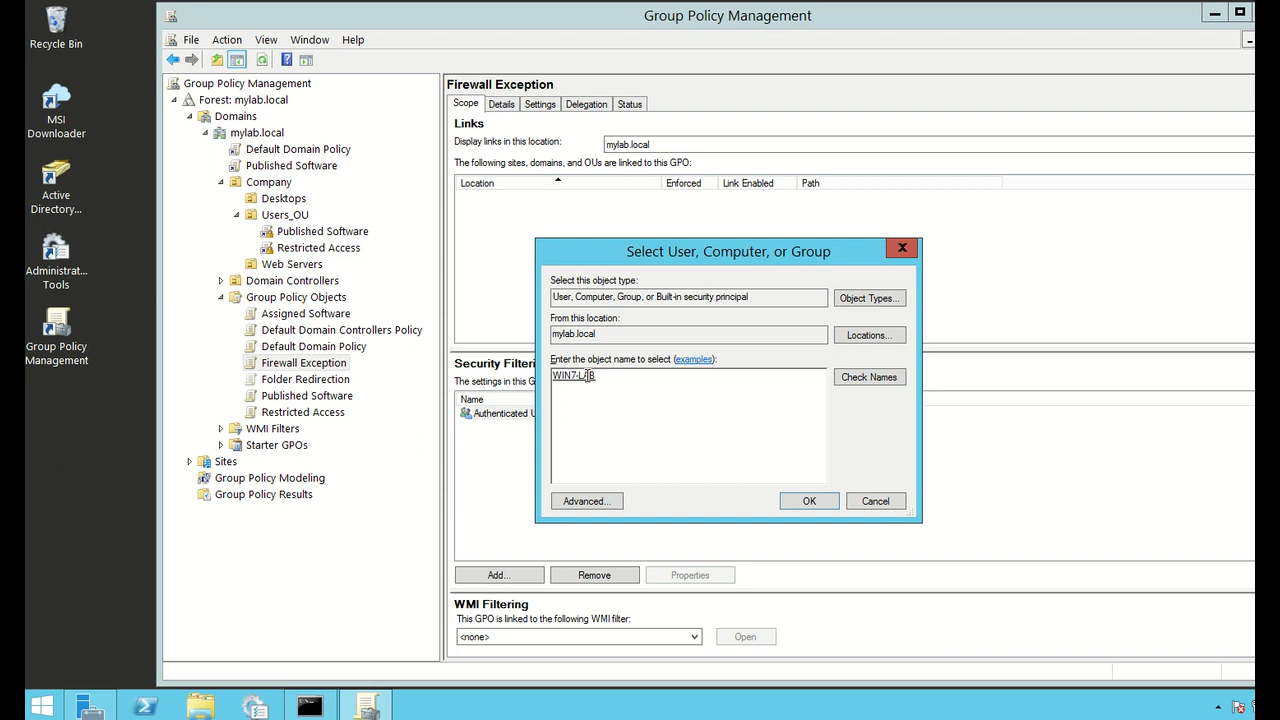 Group Policy Management
Recycle Bin
MSI
Downloader
Active
Directory...
Administrat...
Tools
Group Policy
Management
File Action View Window Help
Group Policy Management
Forest: mylab.local
Domains
mylab.local
Default Domain Policy
Published Software
Company
Desktops
Users_OU
Published Software
Restricted Access
Web Servers
Domain Controllers
Group Policy Objects
Assigned Software
Default Domain Controllers Policy
Default Domain Policy
Firewall Exception
Folder Redirection
Published Software
Restricted Access
WMI Filters
Starter GPOs
Sites
Group Policy Modeling
Group Policy Results
Firewall Exception
Scope Details Settings Delegation Status
Links
Display links in this location: mylab.local
The following sites, domains, and OUs are linked to this GPO:
Location Enforced Link Enabled Path
Security Filteri
The settings in this G
Name
Authenticated U
Add... Remove Properties
WMI Filtering
This GPO is linked to the following WMI filter:
<none> Open
Select User, Computer, or Group
Select this object type:
User, Computer, Group, or Built-in security principal Object Types...
From this location:
mylab.local Locations...
Enter the object name to select (examples):
WIN7-LAB Check Names
Advanced... OK Cancel